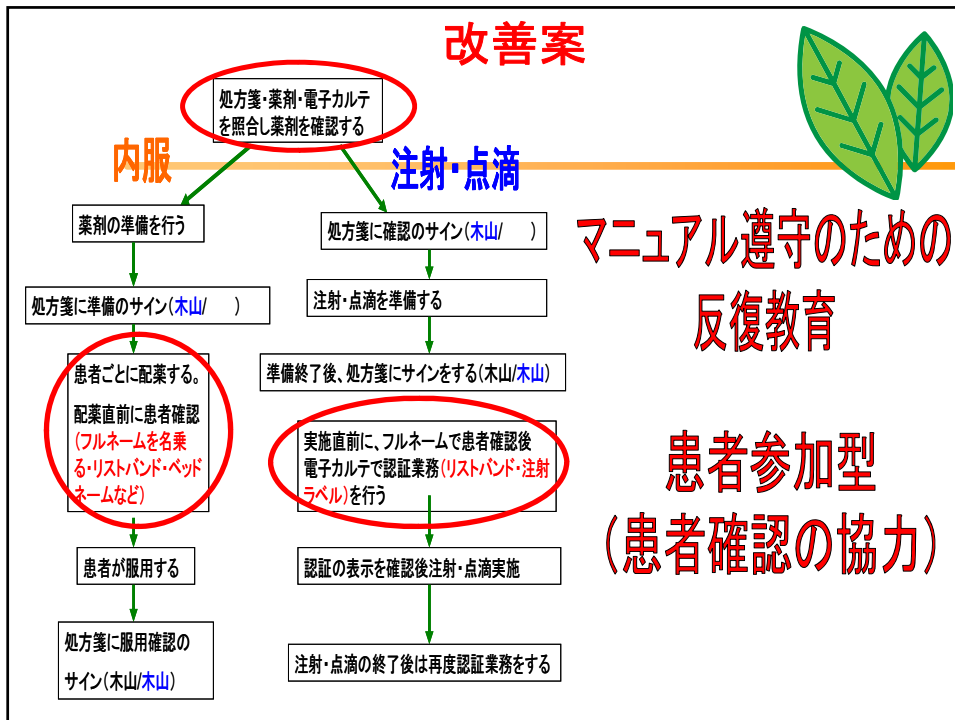 改善案
処方箋・薬剤・電子カルテ
を照合し薬剤を確認する
内服
薬剤の準備を行う
処方箋に準備のサイン(木山/　　)
患者ごとに配薬する。
配薬直前に患者確認
(フルネームを名乗
る・リストバンド・ベッド
ネームなど)
患者が服用する
処方箋に服用確認の
サイン(木山/木山)
注射・点滴
処方箋に確認のサイン(木山/　　)
注射・点滴を準備する
準備終了後、処方箋にサインをする(木山/木山)
実施直前に、フルネームで患者確認後
電子カルテで認証業務(リストバンド・注射
ラベル)を行う
認証の表示を確認後注射・点滴実施
注射・点滴の終了後は再度認証業務をする
マニュアル遵守のための
反復教育
患者参加型
(患者確認の協力)